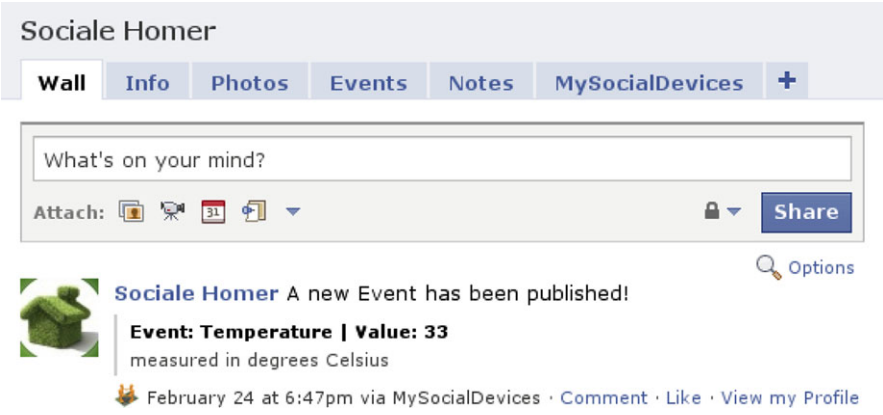 Sociale Homer
Wall Info Photos Events Notes MySocialDevices +
What's on your mind?
Attach: 31 Share
Options
Sociale Homer A new Event has been published!
Event: Temperature | Value: 33
measured in degrees Celsius
February 24 at 6:47pm via MySocialDevices · Comment · Like · View my Profile